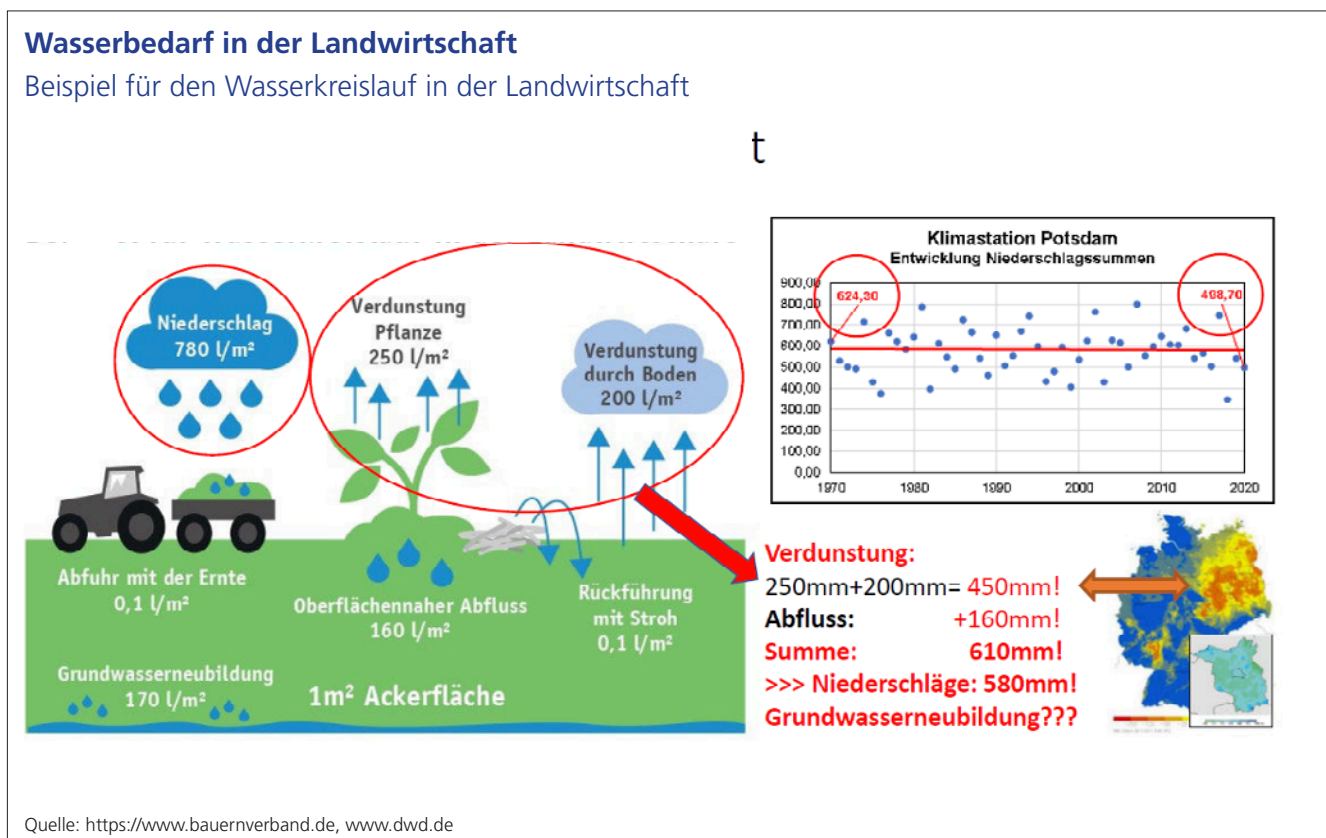 Wasserbedarf in der Landwirtschaft
Beispiel für den Wasserkreislauf in der Landwirtschaft
t
Niederschlag
780 l/m²
Verdunstung
Pflanze
250 l/m²
Verdunstung
durch Boden
200 l/m²
Abfuhr mit der Ernte
0,1 l/m²
Oberflächennaher Abfluss
160 l/m²
Rückführung
mit Stroh
0,1 l/m²
Grundwasserneubildung
170 l/m²
1m² Ackerfläche
Klimastation Potsdam
Entwicklung Niederschlagssummen
900,00
800,00
700,00
600,00
500,00
400,00
300,00
200,00
100,00
0,00
624,30
498,70
1970 1980 1990 2000 2010 2020
Verdunstung:
250mm+200mm= 450mm!
Abfluss: +160mm!
Summe: 610mm!
>>> Niederschläge: 580mm!
Grundwasserneubildung???
Quelle: https://www.bauernverband.de, www.dwd.de